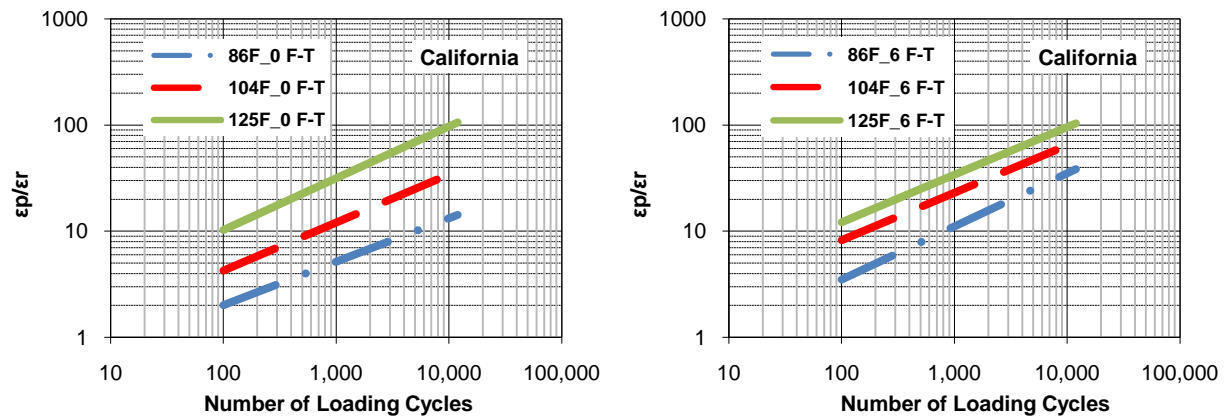 1000
100
10
1
εp/εr
86F_0 F-T
104F_0 F-T
125F_0 F-T
California
10
100
1,000
10,000
100,000
Number of Loading Cycles
1000
100
10
1
εp/εr
86F_6 F-T
104F_6 F-T
125F_6 F-T
California
10
100
1,000
10,000
100,000
Number of Loading Cycles